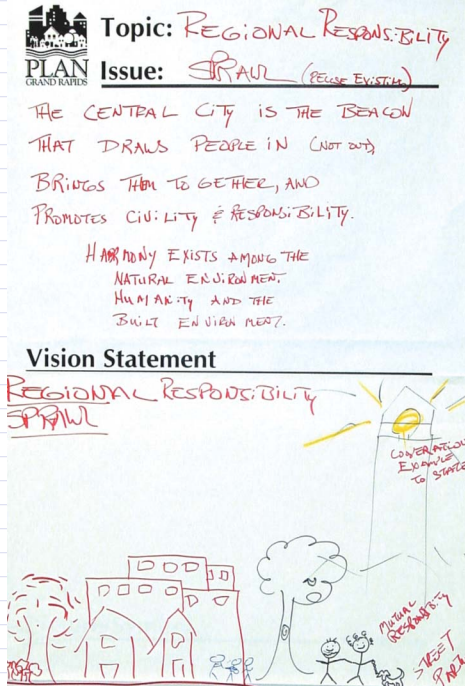 PLAN
GRAND RAPIDS
Topic: REGIONAL RESPONSIBILITY
Issue: SPRAWL (REUSE EXISTING)
THE CENTRAL CITY IS THE BEACON
THAT DRAWS PEOPLE IN (NOT OUT),
BRINGS THEM TOGETHER, AND
PROMOTES CIVILITY & RESPONSIBILITY.
HARMONY EXISTS AMONG THE
NATURAL ENVIRONMENT,
HUMANITY AND THE
BUILT ENVIRONMENT.
Vision Statement
REGIONAL RESPONSIBILITY
SPRAWL
EXAMPLE
TO STATE
MUTUAL
RESPONSIBILITY